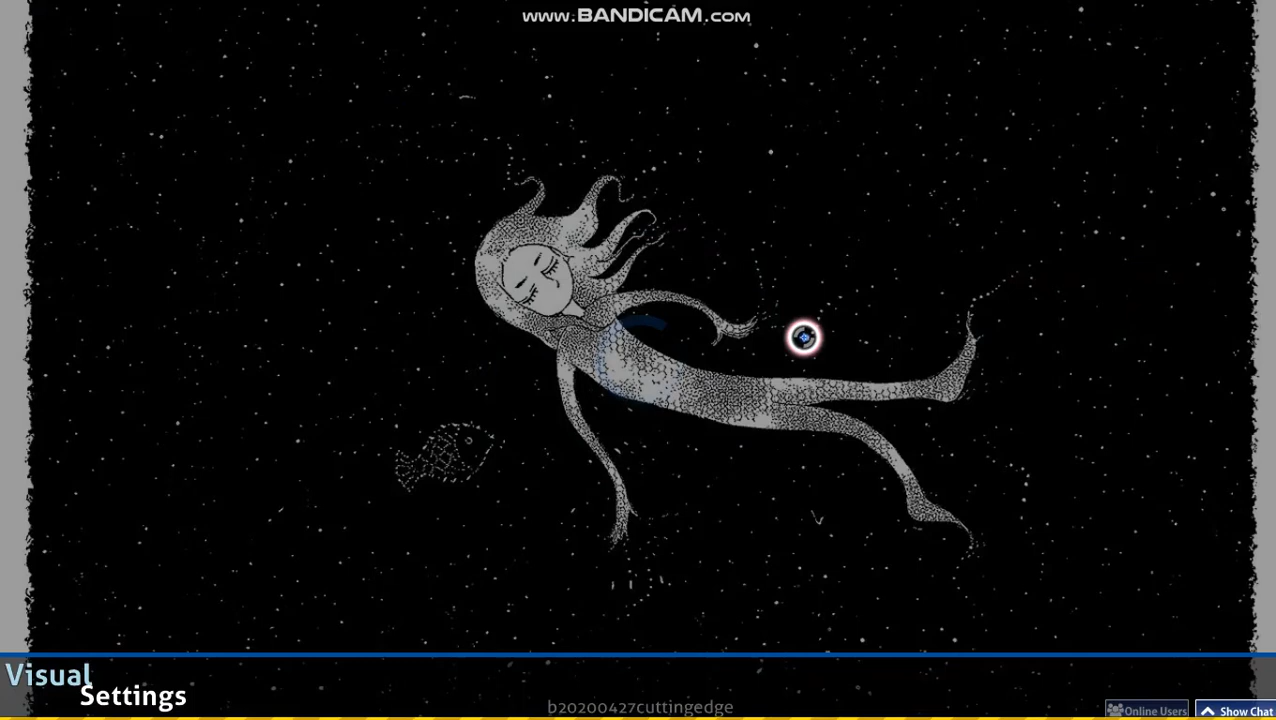 www.BANDICAM.com
Visual
Settings
b20200427cuttingedge
Online Users
Show Chat